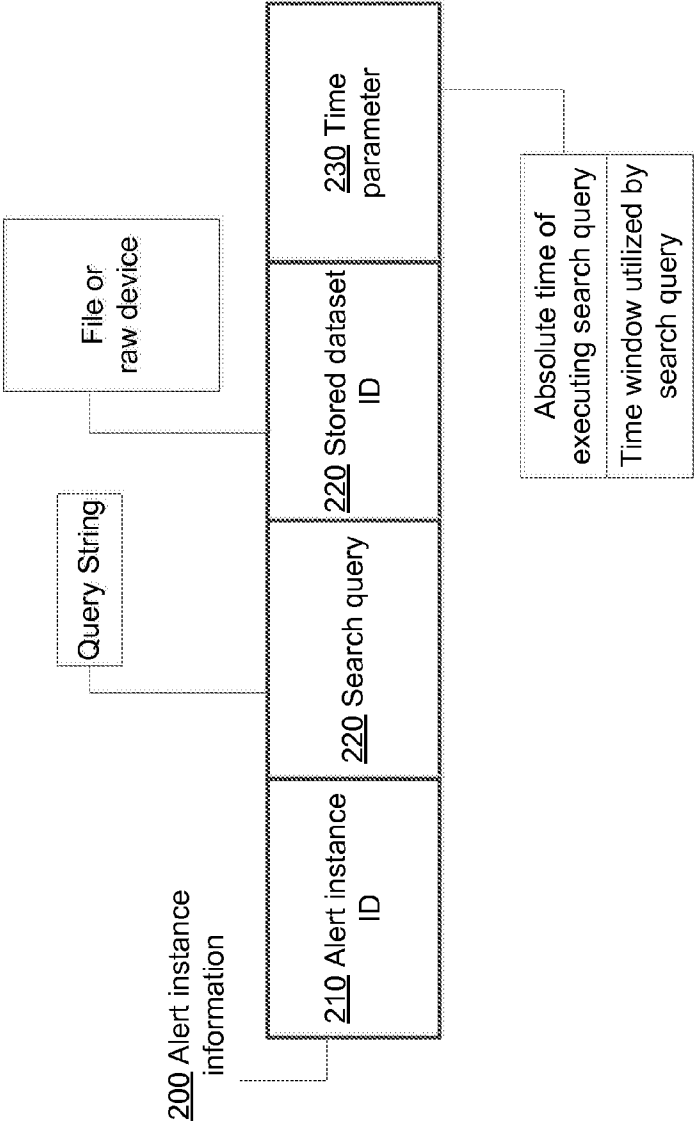 200 Alert instance
information
Query String
File or
raw device
210 Alert instance
ID
220 Search query
220 Stored dataset
ID
230 Time
parameter
Absolute time of
executing search query
Time window utilized by
search query